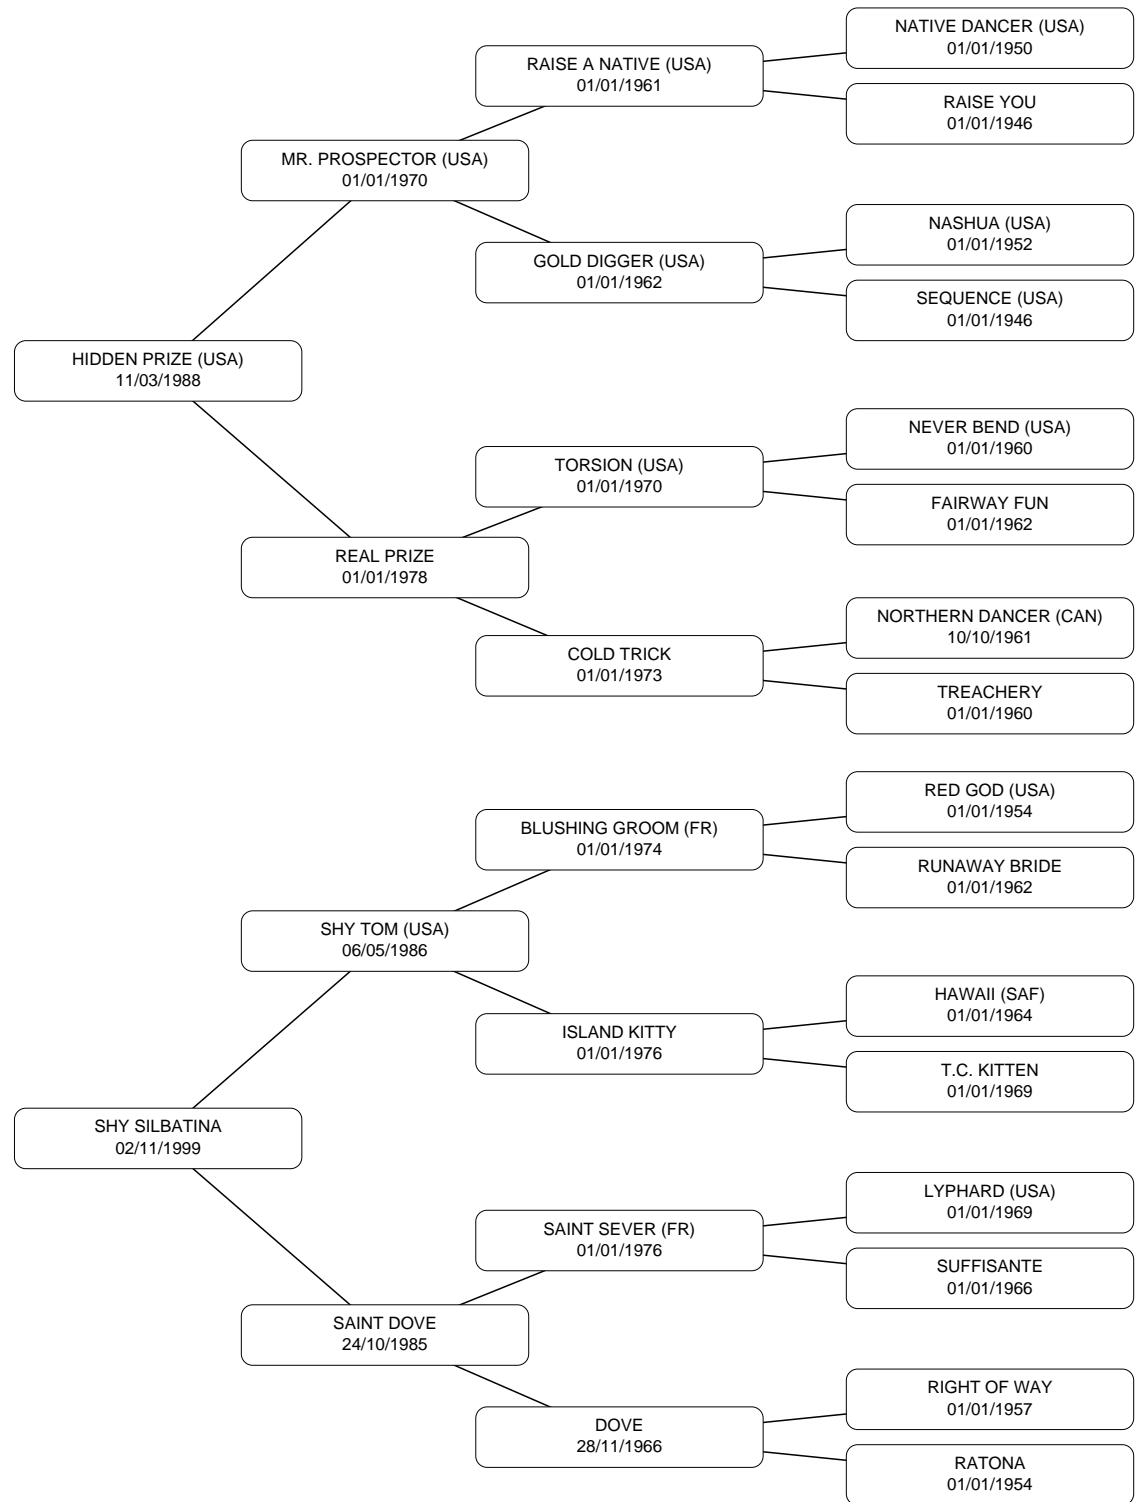 NATIVE DANCER (USA)
01/01/1950
RAISE A NATIVE (USA)
01/01/1961
RAISE YOU
01/01/1946
MR. PROSPECTOR (USA)
01/01/1970
NASHUA (USA)
01/01/1952
GOLD DIGGER (USA)
01/01/1962
SEQUENCE (USA)
01/01/1946
HIDDEN PRIZE (USA)
11/03/1988
NEVER BEND (USA)
01/01/1960
TORSION (USA)
01/01/1970
FAIRWAY FUN
01/01/1962
REAL PRIZE
01/01/1978
NORTHERN DANCER (CAN)
10/10/1961
COLD TRICK
01/01/1973
TREACHERY
01/01/1960
RED GOD (USA)
01/01/1954
BLUSHING GROOM (FR)
01/01/1974
RUNAWAY BRIDE
01/01/1962
SHY TOM (USA)
06/05/1986
HAWAII (SAF)
01/01/1964
ISLAND KITTY
01/01/1976
T.C. KITTEN
01/01/1969
SHY SILBATINA
02/11/1999
LYPHARD (USA)
01/01/1969
SAINT SEVER (FR)
01/01/1976
SUFFISANTE
01/01/1966
SAINT DOVE
24/10/1985
RIGHT OF WAY
01/01/1957
DOVE
28/11/1966
RATONA
01/01/1954